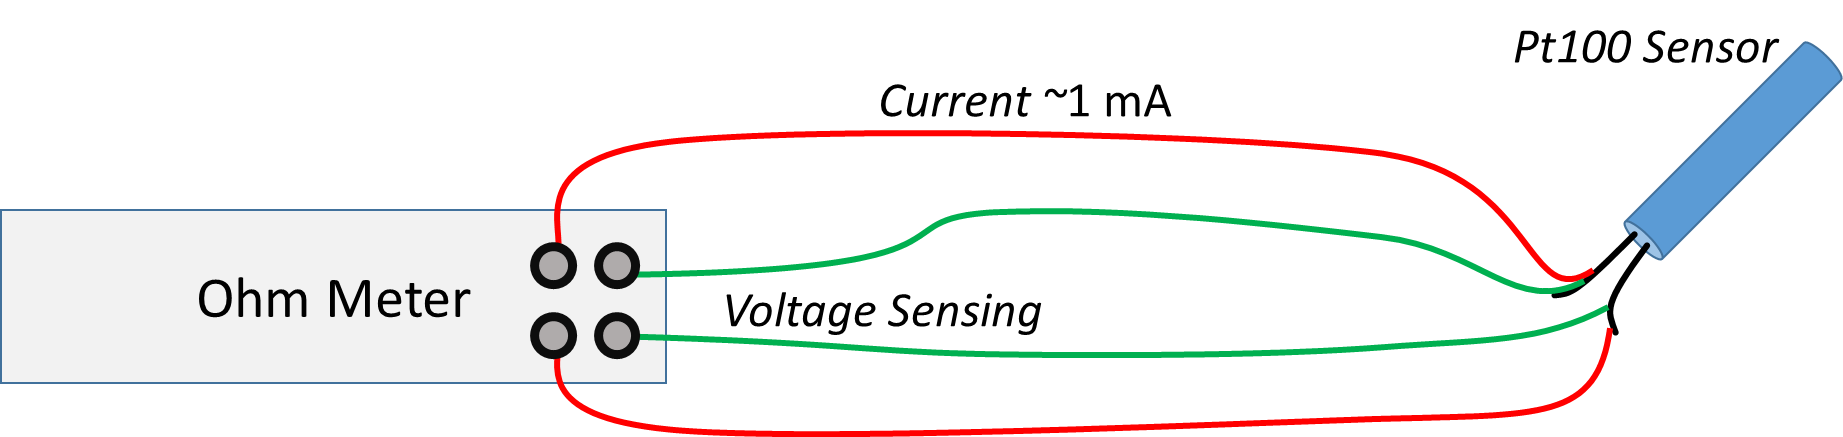 Pt100 Sensor
Current ~1 mA
Ohm Meter
Voltage Sensing